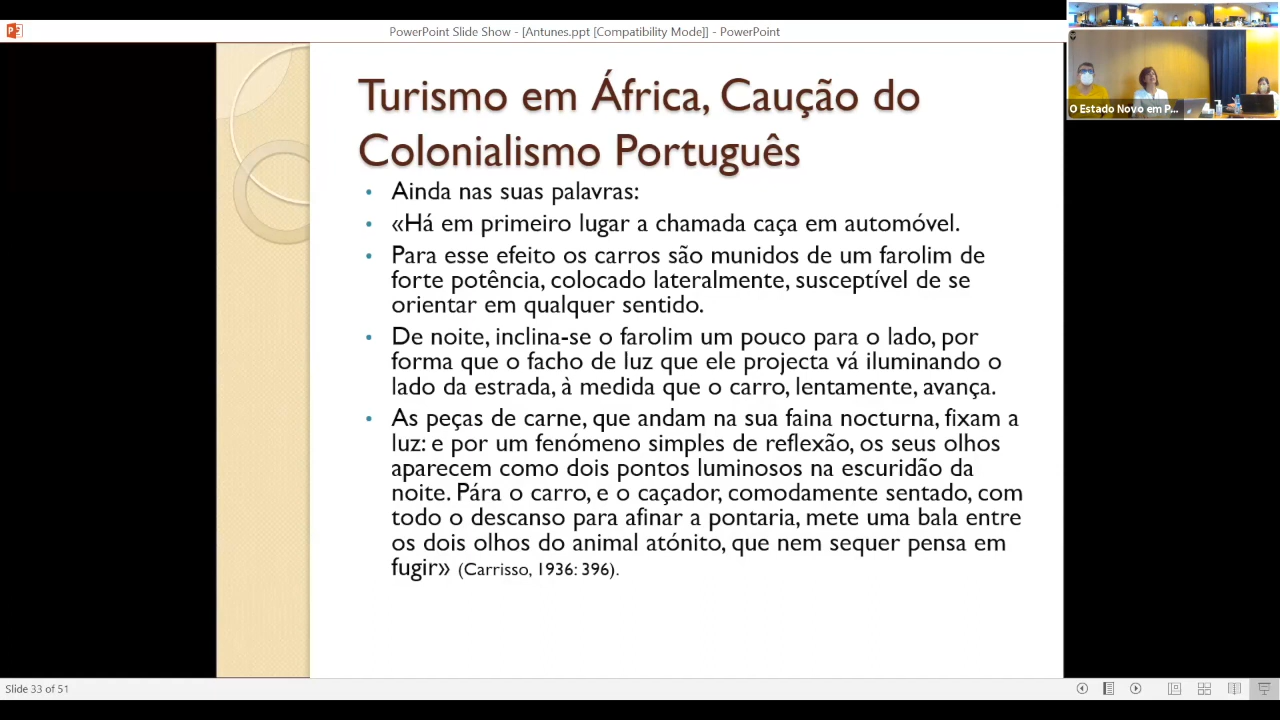 PowerPoint Slide Show - [Antunes.ppt [Compatibility Mode]] - PowerPoint
O Estado Novo em P...
Turismo em África, Caução do
Colonialismo Português
• Ainda nas suas palavras:
• «Há em primeiro lugar a chamada caça em automóvel.
• Para esse efeito os carros são munidos de um farolim de
forte potência, colocado lateralmente, susceptível de se
orientar em qualquer sentido.
• De noite, inclina-se o farolim um pouco para o lado, por
forma que o facho de luz que ele projecta vá iluminando o
lado da estrada, à medida que o carro, lentamente, avança.
• As peças de carne, que andam na sua faina nocturna, fixam a
luz: e por um fenómeno simples de reflexão, os seus olhos
aparecem como dois pontos luminosos na escuridão da
noite. Pára o carro, e o caçador, comodamente sentado, com
todo o descanso para afinar a pontaria, mete uma bala entre
os dois olhos do animal atónito, que nem sequer pensa em
fugir» (Carrisso, 1936: 396).
Slide 33 of 51